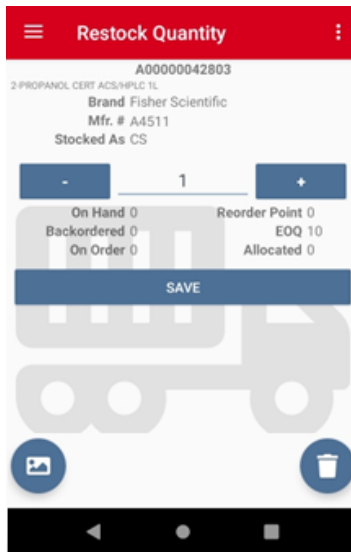 Restock Quantity
A00000042803
2-PROPANOL CERT ACS/HPLC 1L
Brand Fisher Scientific
Mfr. # A4511
Stocked As CS
- 1 +
On Hand 0 Reorder Point 0
Backordered 0 EOQ 10
On Order 0 Allocated 0
SAVE